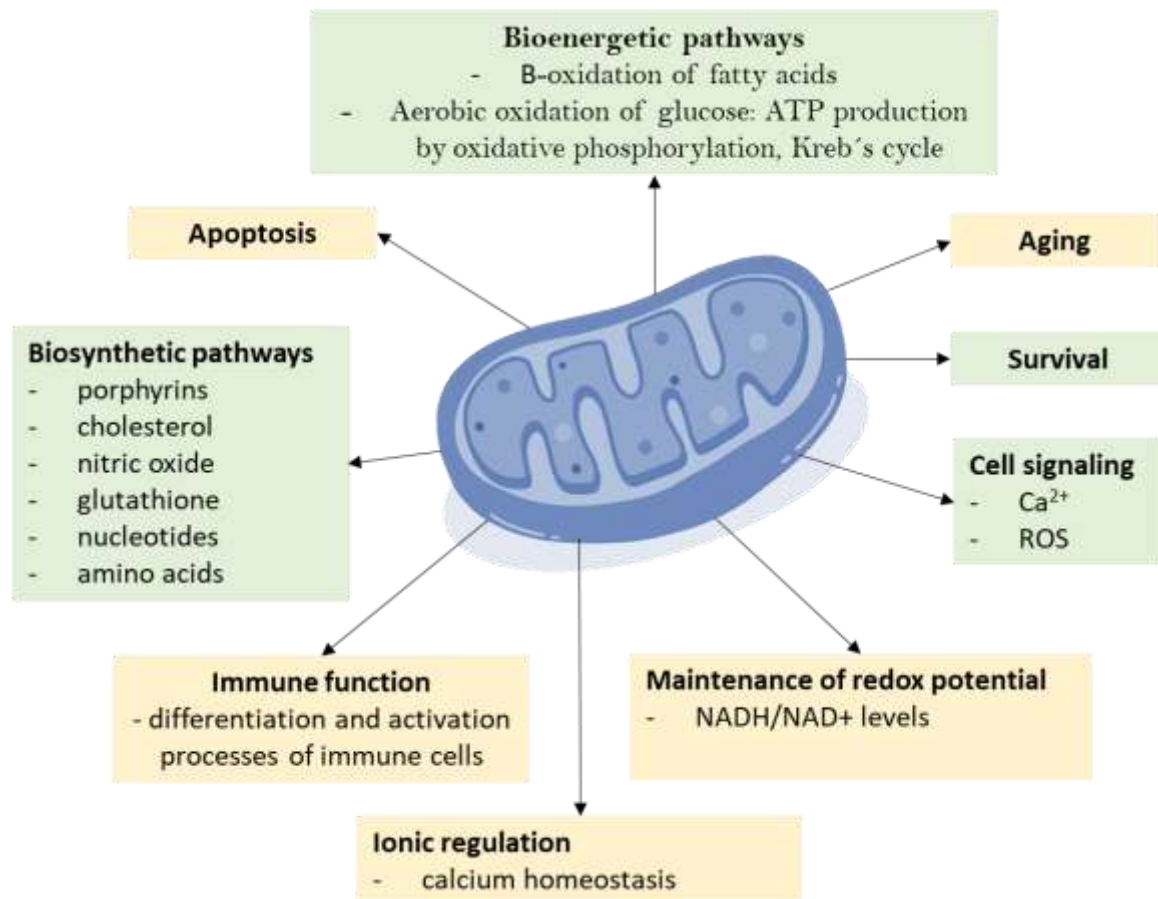 Bioenergetic pathways
- B-oxidation of fatty acids
- Aerobic oxidation of glucose: ATP production
by oxidative phosphorylation, Kreb´s cycle
Apoptosis
Aging
Biosynthetic pathways
- porphyrins
- cholesterol
- nitric oxide
- glutathione
- nucleotides
- amino acids
Survival
Cell signaling
- Ca²⁺
- ROS
Immune function
- differentiation and activation
processes of immune cells
Maintenance of redox potential
- NADH/NAD+ levels
Ionic regulation
- calcium homeostasis